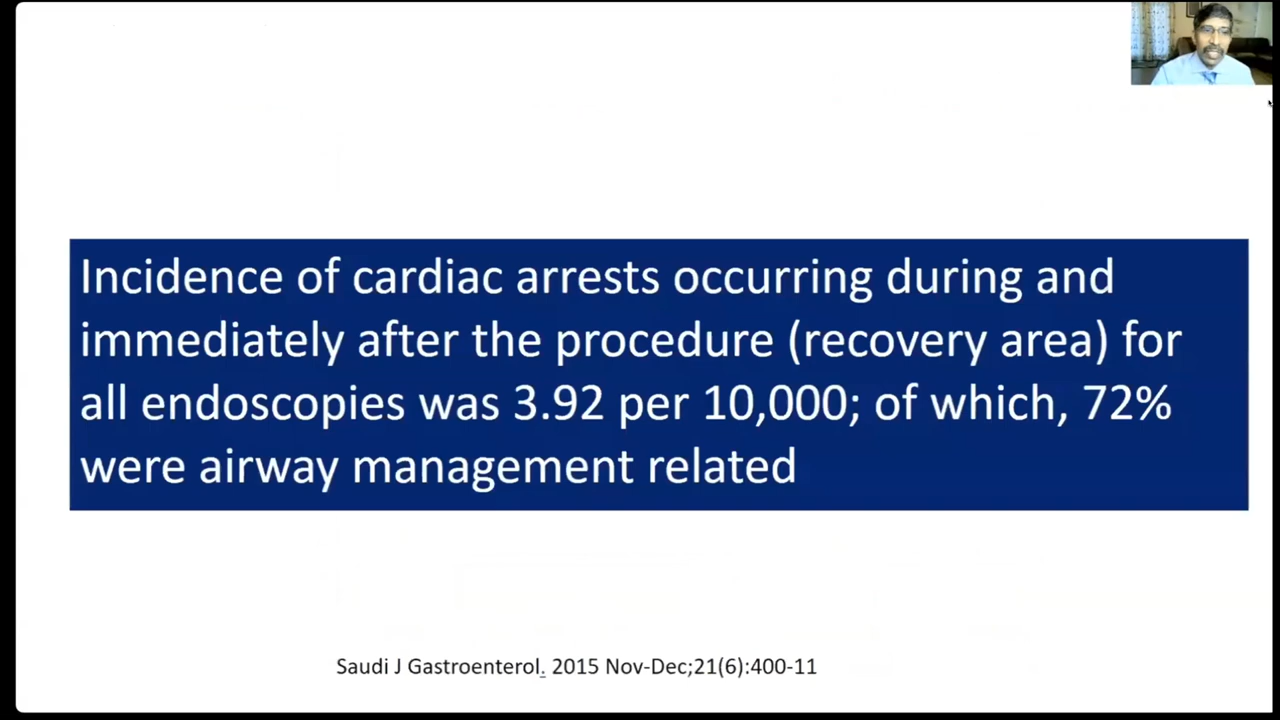 Incidence of cardiac arrests occurring during and
immediately after the procedure (recovery area) for
all endoscopies was 3.92 per 10,000; of which, 72%
were airway management related
Saudi J Gastroenterol. 2015 Nov-Dec;21(6):400-11